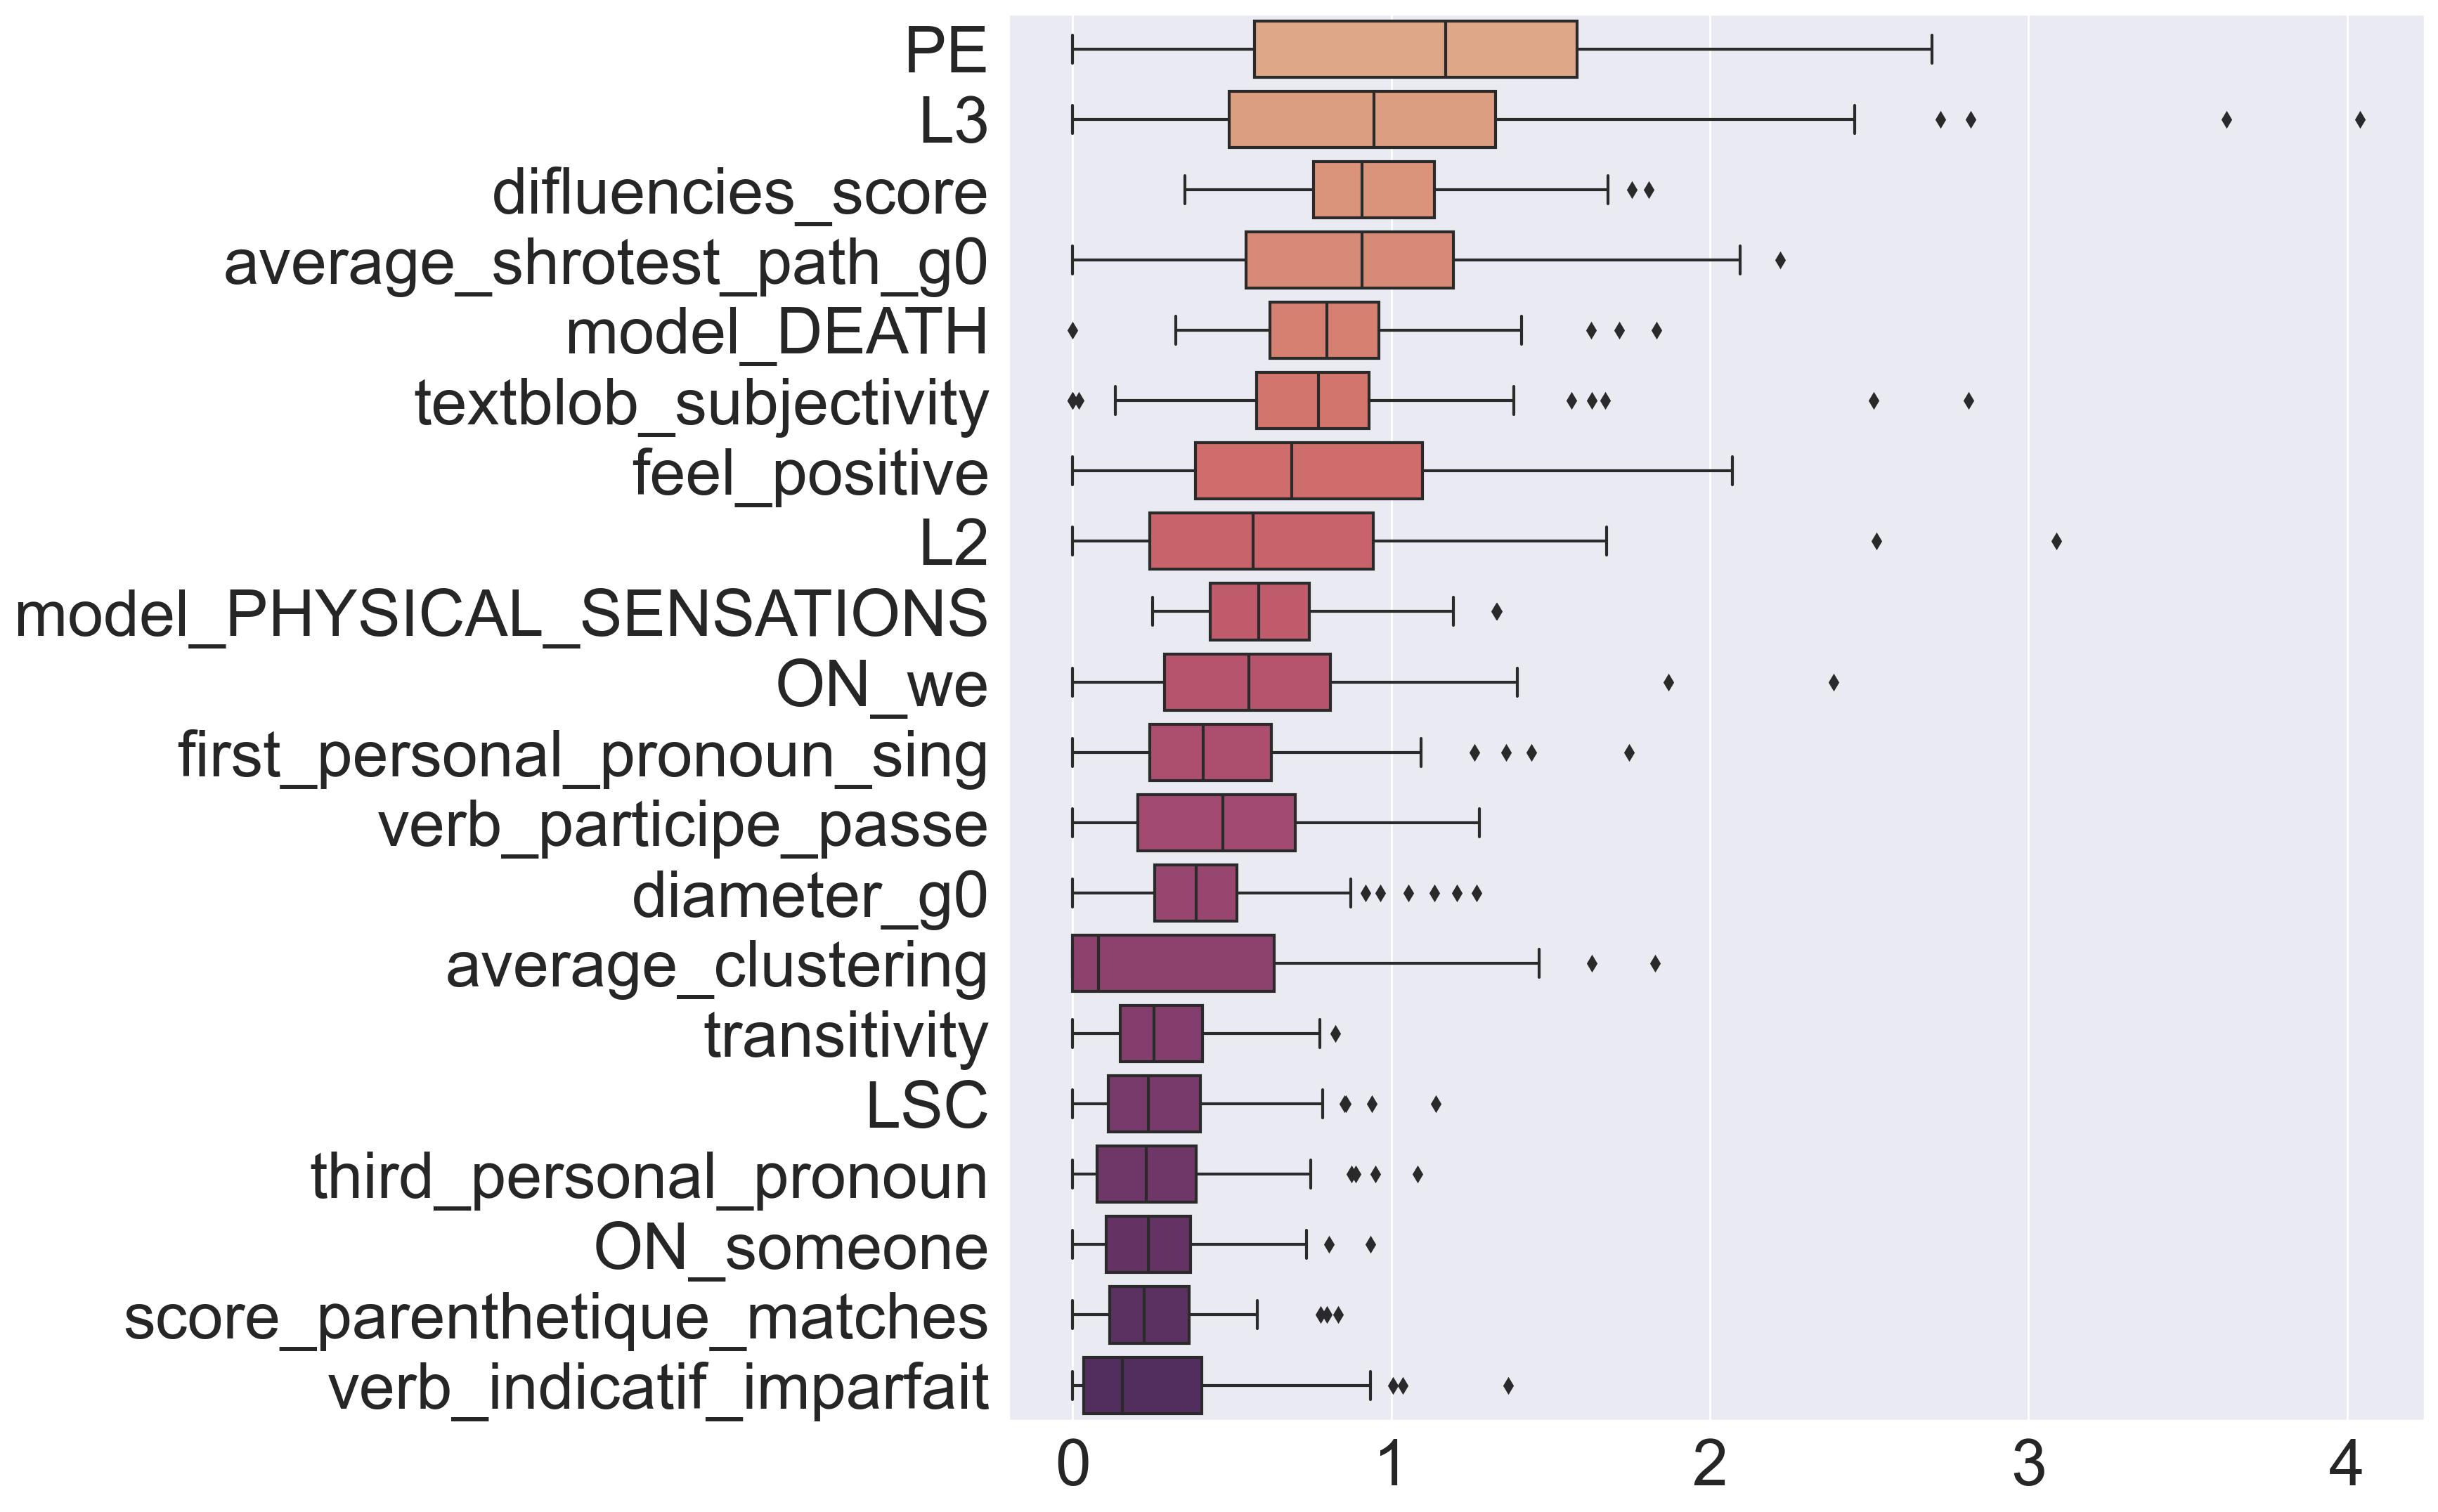 PE
L3
difluencies_score
average_shrotest_path_g0
model_DEATH
textblob_subjectivity
feel_positive
L2
model_PHYSICAL_SENSATIONS
ON_we
first_personal_pronoun_sing
verb_participe_passe
diameter_g0
average_clustering
transitivity
LSC
third_personal_pronoun
ON_someone
score_parenthetique_matches
verb_indicatif_imparfait
0 1 2 3 4